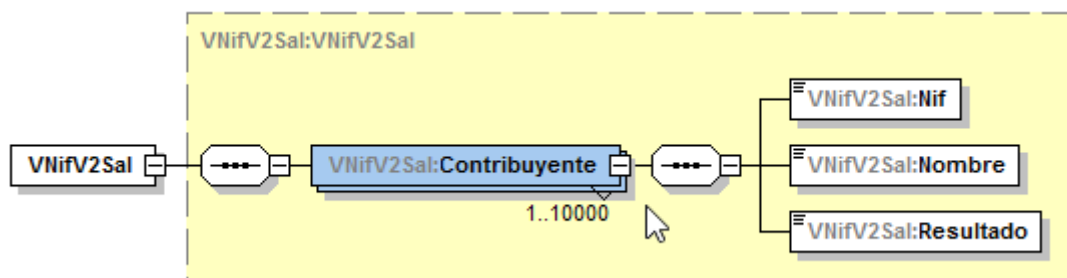 VNifV2Sal:VNifV2Sal
VNifV2Sal:Nif
VNifV2Sal
VNifV2Sal:Contribuyente
VNifV2Sal:Nombre
1..10000
VNifV2Sal:Resultado